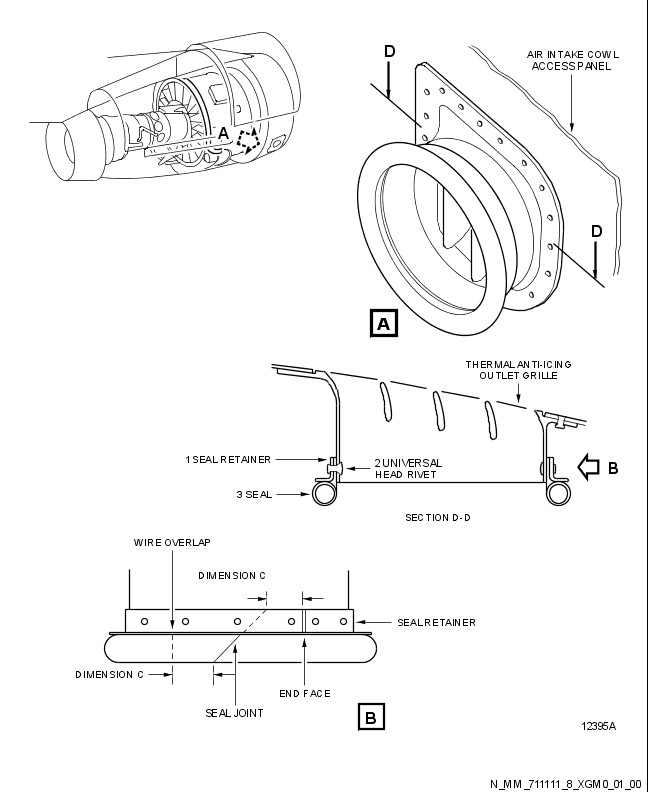 D
AIR INTAKE COWL
ACCESS PANEL
A
D
A
THERMAL ANTI-ICING
OUTLET GRILLE
1 SEAL RETAINER
2 UNIVERSAL
HEAD RIVET
B
3 SEAL
SECTION D-D
WIRE OVERLAP
DIMENSION C
SEAL RETAINER
DIMENSION C
END FACE
SEAL JOINT
B
12395A
N_MM_711111_8_XGM0_01_00